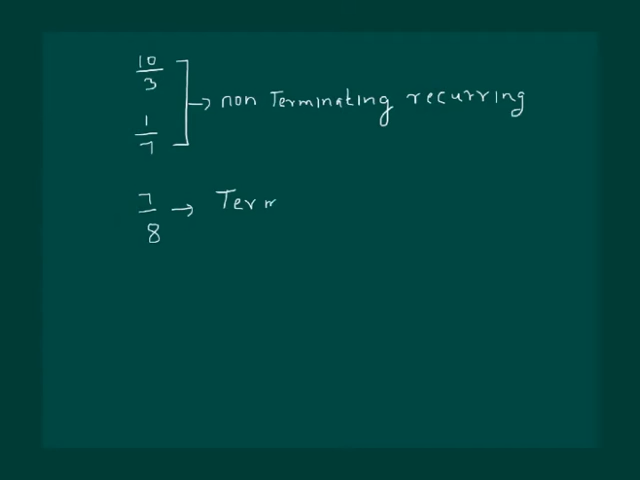 10/3
1/7
→ non Terminating recurring
7/8 → Term